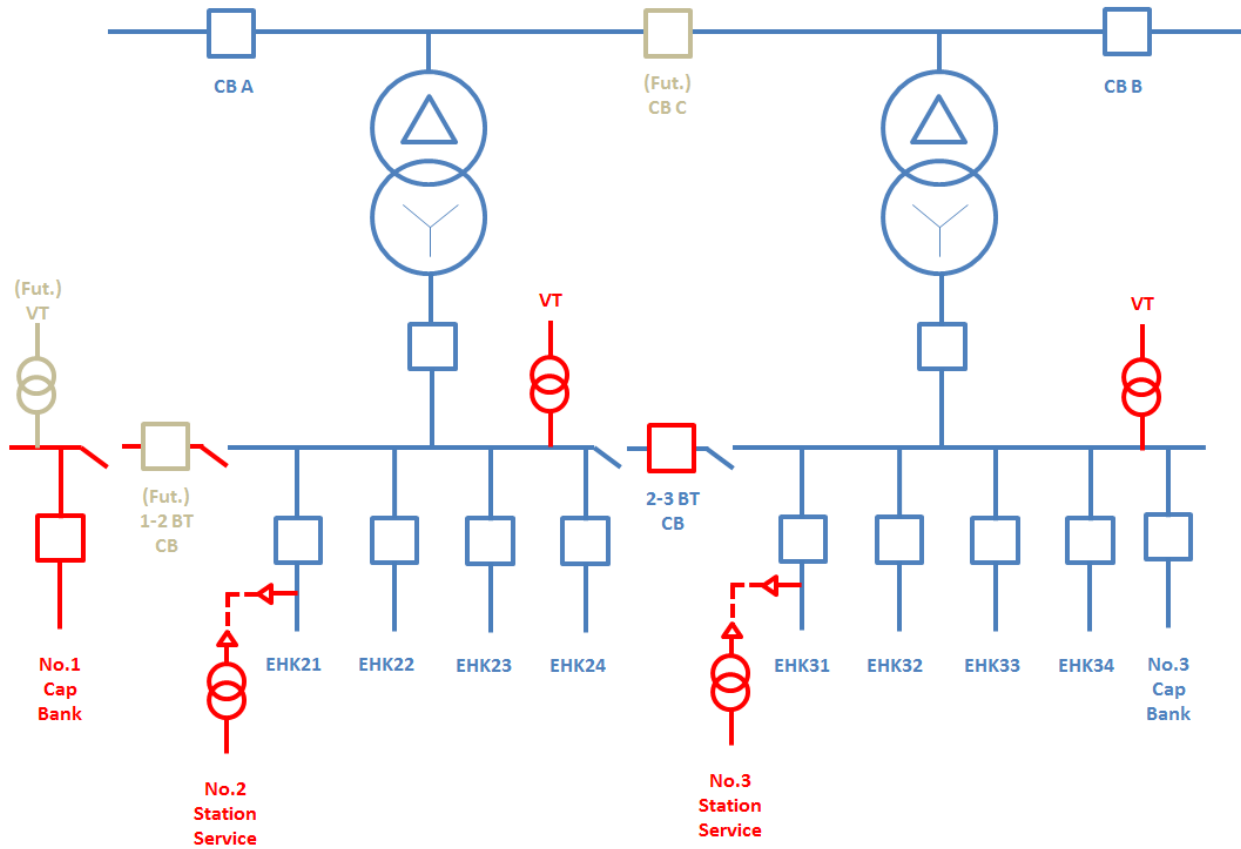 CB A
(Fut.)
CB C
CB B
(Fut.)
VT
VT
VT
(Fut.)
1-2 BT
CB
2-3 BT
CB
No.1
Cap
Bank
EHK21
EHK22
EHK23
EHK24
EHK31
EHK32
EHK33
EHK34
No.3
Cap
Bank
No.2
Station
Service
No.3
Station
Service